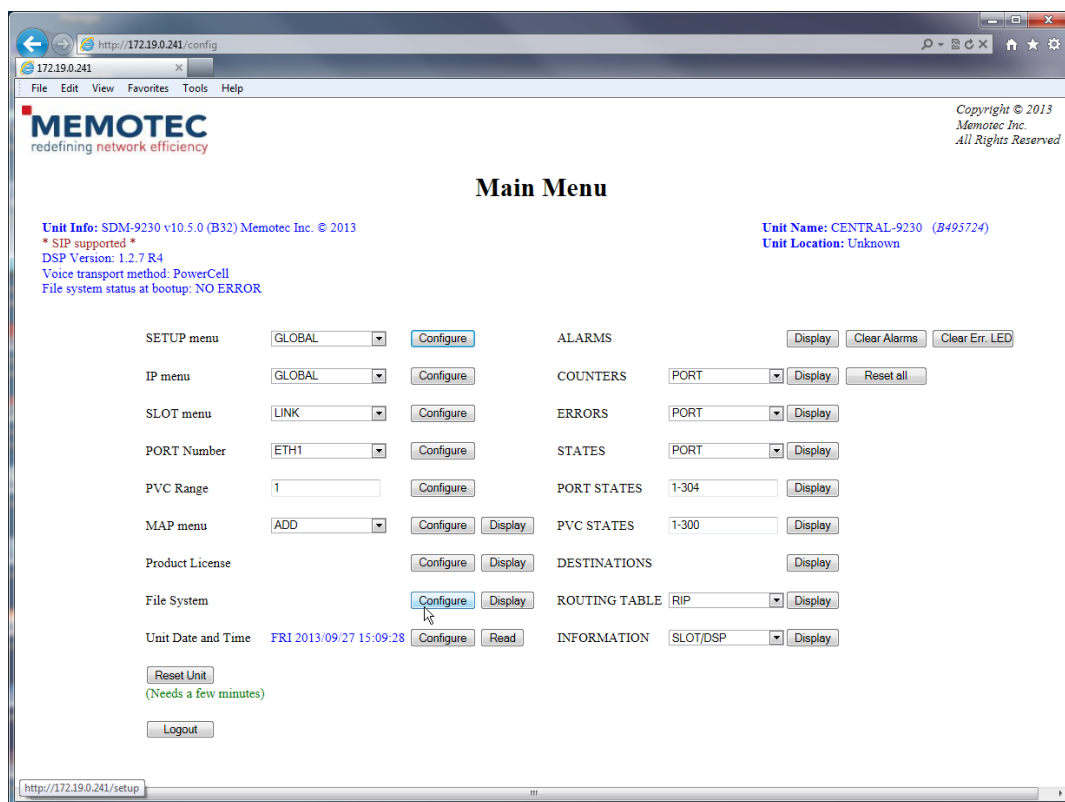 http://172.19.0.241/config
172.19.0.241
File Edit View Favorites Tools Help
MEMOTEC
redefining network efficiency
Copyright © 2013
Memotec Inc.
All Rights Reserved
Main Menu
Unit Info: SDM-9230 v10.5.0 (B32) Memotec Inc. © 2013
* SIP supported *
DSP Version: 1.2.7 R4
Voice transport method: PowerCell
File system status at bootup: NO ERROR
Unit Name: CENTRAL-9230 (B495724)
Unit Location: Unknown
SETUP menu GLOBAL Configure ALARMS Display Clear Alarms Clear Err. LED
IP menu GLOBAL Configure COUNTERS PORT Display Reset all
SLOT menu LINK Configure ERRORS PORT Display
PORT Number ETH1 Configure STATES PORT Display
PVC Range 1 Configure PORT STATES 1-304 Display
MAP menu ADD Configure Display PVC STATES 1-300 Display
Product License Configure Display DESTINATIONS Display
File System Configure Display ROUTING TABLE RIP Display
Unit Date and Time FRI 2013/09/27 15:09:28 Configure Read INFORMATION SLOT/DSP Display
Reset Unit
(Needs a few minutes)
Logout
http://172.19.0.241/setup